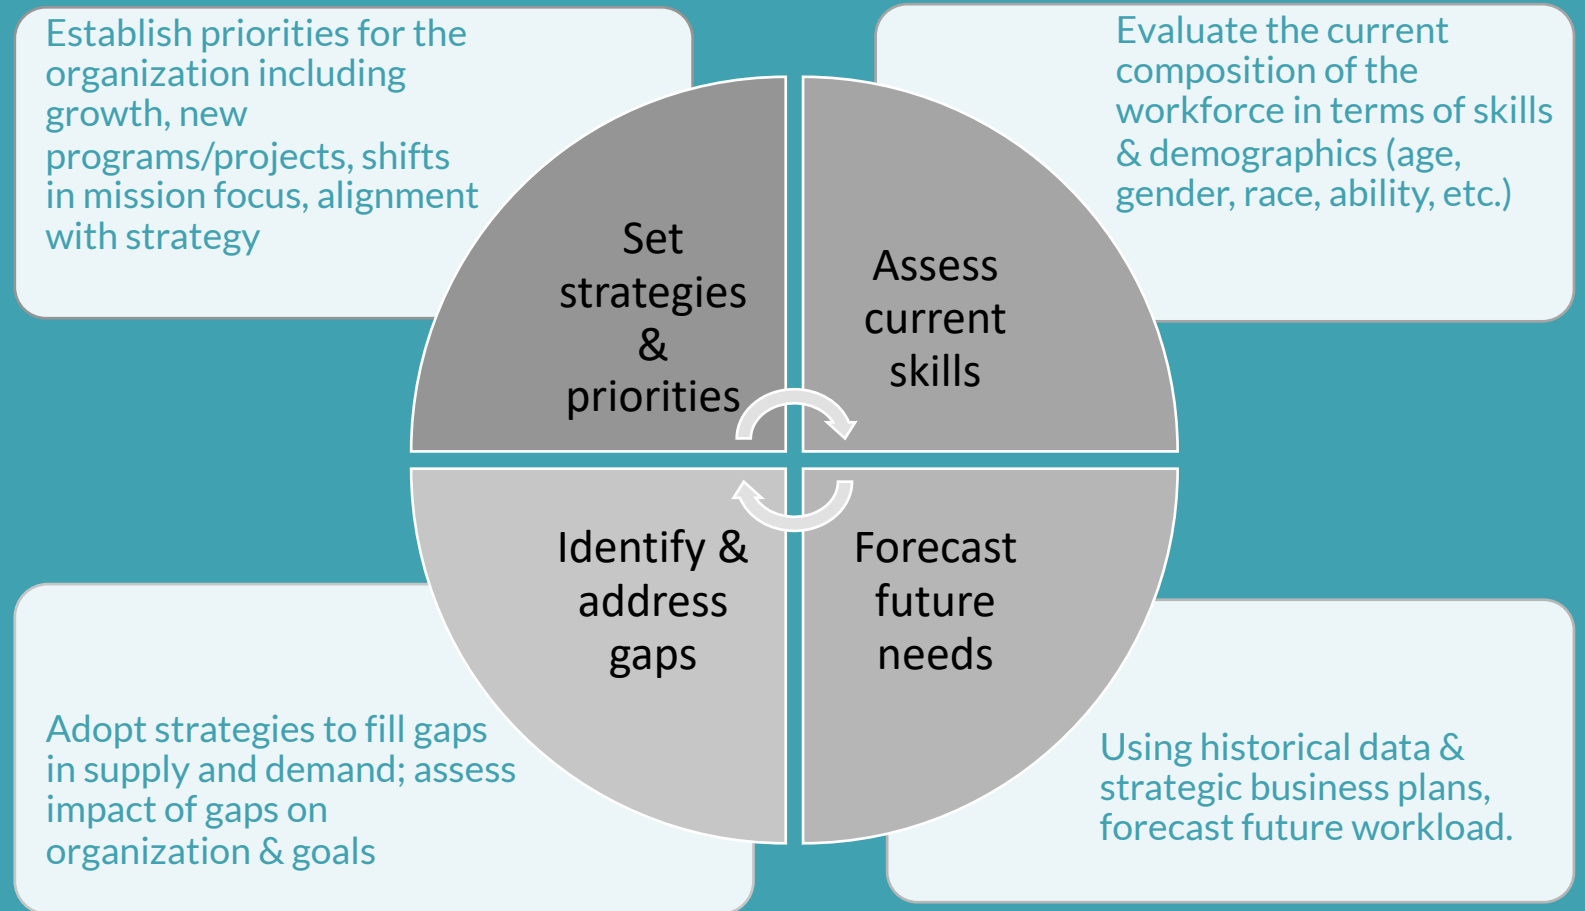 Establish priorities for the
organization including
growth, new
programs/projects, shifts
in mission focus, alignment
with strategy
Evaluate the current
composition of the
workforce in terms of skills
& demographics (age,
gender, race, ability, etc.)
Set
strategies
&
priorities
Assess
current
skills
Identify &
address
gaps
Forecast
future
needs
Adopt strategies to fill gaps
in supply and demand; assess
impact of gaps on
organization & goals
Using historical data &
strategic business plans,
forecast future workload.